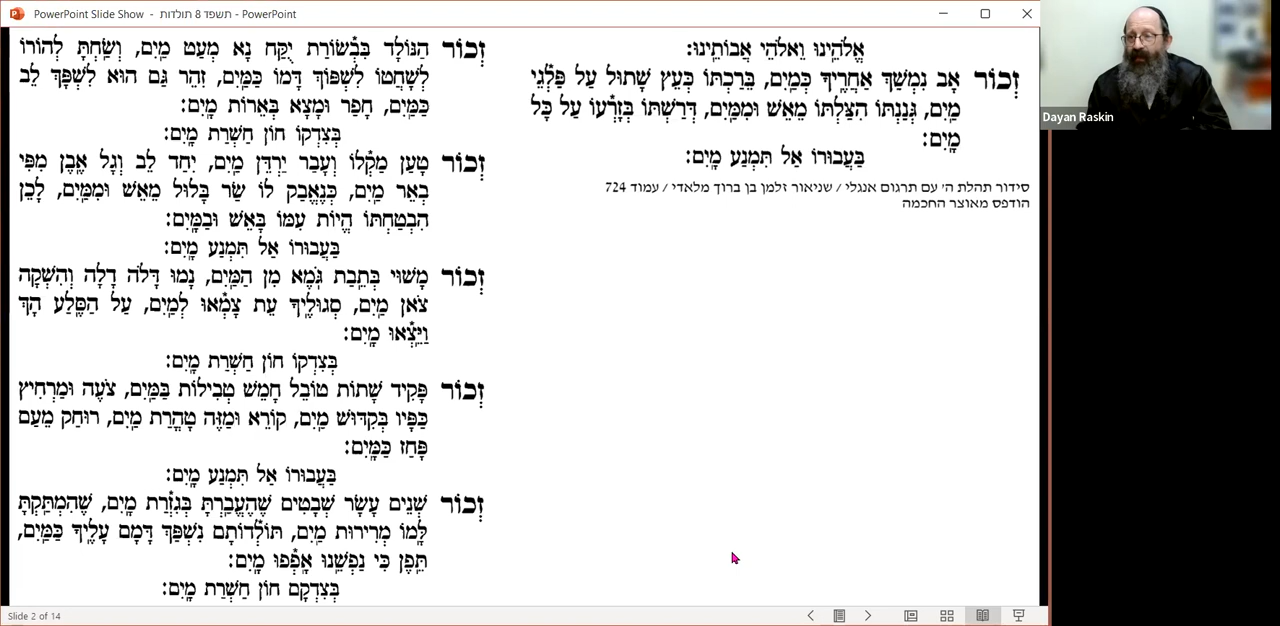 PowerPoint Slide Show - תשפד 8 תולדות - PowerPoint
אֱלֹהֵינוּ וֵאלֹהֵי אֲבוֹתֵינוּ:
זְכוֹר אָב נִמְשַׁךְ אַחֲרֶיךָ כְּמַיִם, בֵּרַכְתּוֹ כְּעֵץ שָׁתוּל עַל פַּלְגֵי
מַיִם, גְּנַנְתּוֹ הִצַּלְתּוֹ מֵאֵשׁ וּמִמַּיִם, דְּרַשְׁתּוֹ בְּזָרְעוֹ עַל כָּל
מָיִם:
בַּעֲבוּרוֹ אַל תִּמְנַע מָיִם:
סידור תהלת ה' עם תרגום אנגלי / שניאור זלמן בן ברוך מלאדי / עמוד 724
הודפס מאוצר החכמה
זְכוֹר הַנּוֹלָד בִּבְשׂוֹרַת יֻקַּח נָא מְעַט מַיִם, וְשַׂחְתָּ לְהוֹרוֹ
לְשָׁחֲטוֹ לִשְׁפּוֹךְ דָּמוֹ כַּמַּיִם, זִהֵר גַּם הוּא לִשְׁפֹּךְ לֵב
כַּמַּיִם, חָפַר וּמָצָא בְּאֵרוֹת מָיִם:
בְּצִדְקוֹ חוֹן חַשְׁרַת מָיִם:
זְכוֹר טָעַן מַקְלוֹ וְעָבַר יַרְדֵּן מַיִם, יִחַד לֵב וְגָל אֶבֶן מִפִּי
בְאֵר מַיִם, כְּנֶאֱבַק לוֹ שַׂר בָּלוּל מֵאֵשׁ וּמִמַּיִם, לָכֵן
הִבְטַחְתּוֹ הֱיוֹת עִמּוֹ בָּאֵשׁ וּבַמָּיִם:
בַּעֲבוּרוֹ אַל תִּמְנַע מָיִם:
זְכוֹר מָשׁוּי בְּתֵבַת גֹּמֶא מִן הַמַּיִם, נָמוּ דָּלֹה דָלָה וְהִשְׁקָה
צֹאן מַיִם, סְגוּלֶיךָ עֵת צָמְאוּ לְמַיִם, עַל הַסֶּלַע הָךְ
וַיֵּצְאוּ מָיִם:
בְּצִדְקוֹ חוֹן חַשְׁרַת מָיִם:
זְכוֹר פָּקִיד שָׁתוֹת טוֹבֵל חָמֵשׁ טְבִילוֹת בַּמַּיִם, צֹעֶה וּמַרְחִיץ
כַּפָּיו בְּקִדּוּשׁ מַיִם, קוֹרֵא וּמַזֶּה טָהֳרַת מַיִם, רוּחַק מֵעַם
פַּחַז כַּמָּיִם:
בַּעֲבוּרוֹ אַל תִּמְנַע מָיִם:
זְכוֹר שְׁנֵים עָשָׂר שְׁבָטִים שֶׁהֶעֱבַרְתָּ בְּגִזְרַת מַיִם, שֶׁהִמְתַּקְתָּ
לָּמוֹ מְרִירוּת מַיִם, תּוֹלְדוֹתָם נִשְׁפַּךְ דָּמָם עָלֶיךָ כַּמַּיִם,
תֵּפֶן כִּי נַפְשֵׁנוּ אָפְפוּ מָיִם:
בְּצִדְקָם חוֹן חַשְׁרַת מָיִם:
Dayan Raskin
Slide 2 of 14